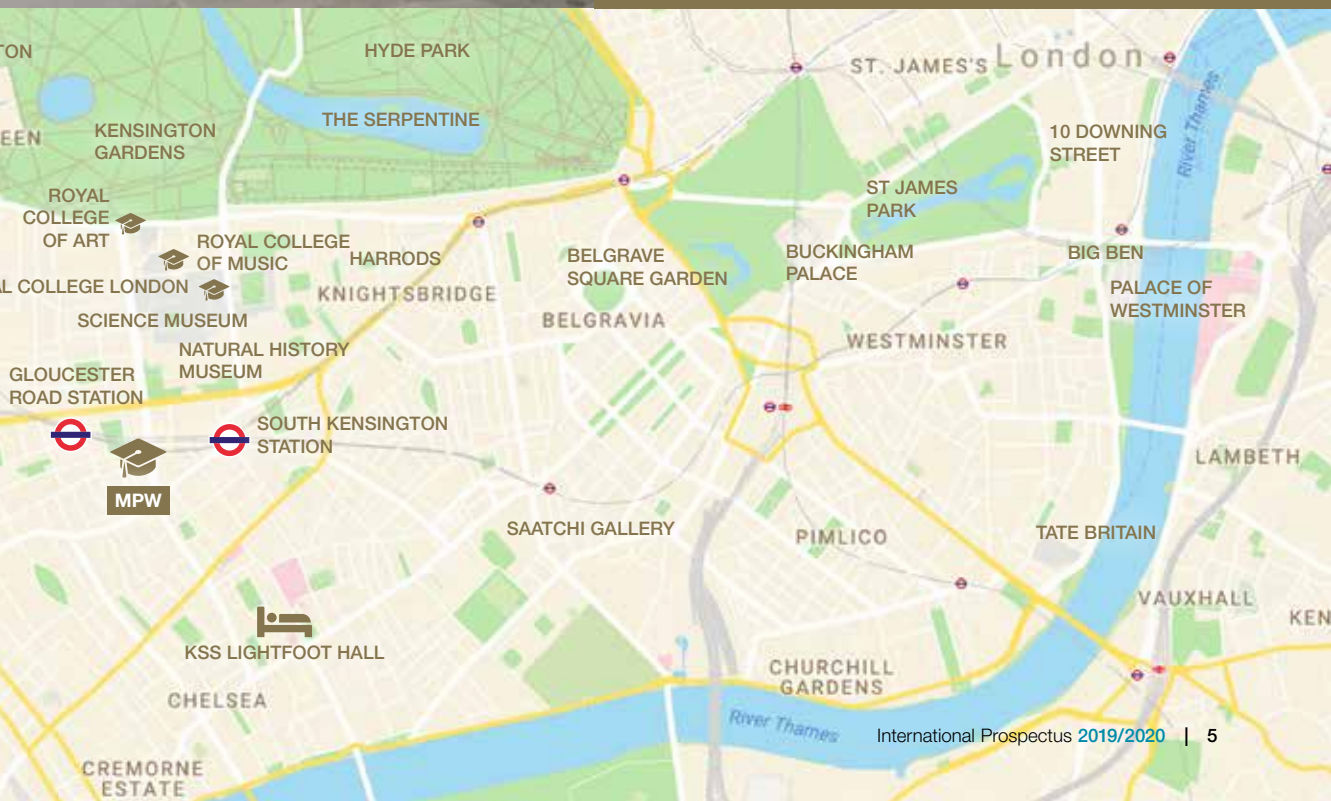 TON
HYDE PARK
ST. JAMES'S
London
THE SERPENTINE
River Thames
EEN
KENSINGTON
GARDENS
10 DOWNING
STREET
ROYAL
COLLEGE
OF ART
ST JAMES
PARK
ROYAL COLLEGE
OF MUSIC
HARRODS
BELGRAVE
SQUARE GARDEN
BUCKINGHAM
PALACE
BIG BEN
AL COLLEGE LONDON
KNIGHTSBRIDGE
PALACE OF
WESTMINSTER
SCIENCE MUSEUM
BELGRAVIA
WESTMINSTER
NATURAL HISTORY
MUSEUM
GLOUCESTER
ROAD STATION
SOUTH KENSINGTON
STATION
LAMBETH
MPW
SAATCHI GALLERY
PIMLICO
TATE BRITAIN
VAUXHALL
KEN
KSS LIGHTFOOT HALL
CHURCHILL
GARDENS
CHELSEA
River Thames
International Prospectus 2019/2020 | 5
CREMORNE
ESTATE